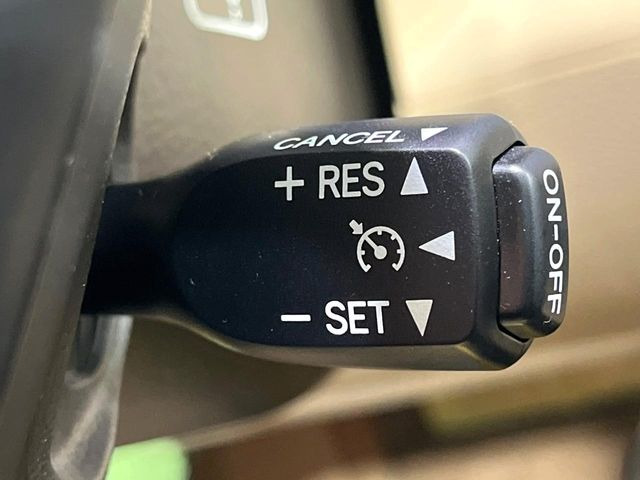 CANCEL
+ RES
- SET
ON-OFF